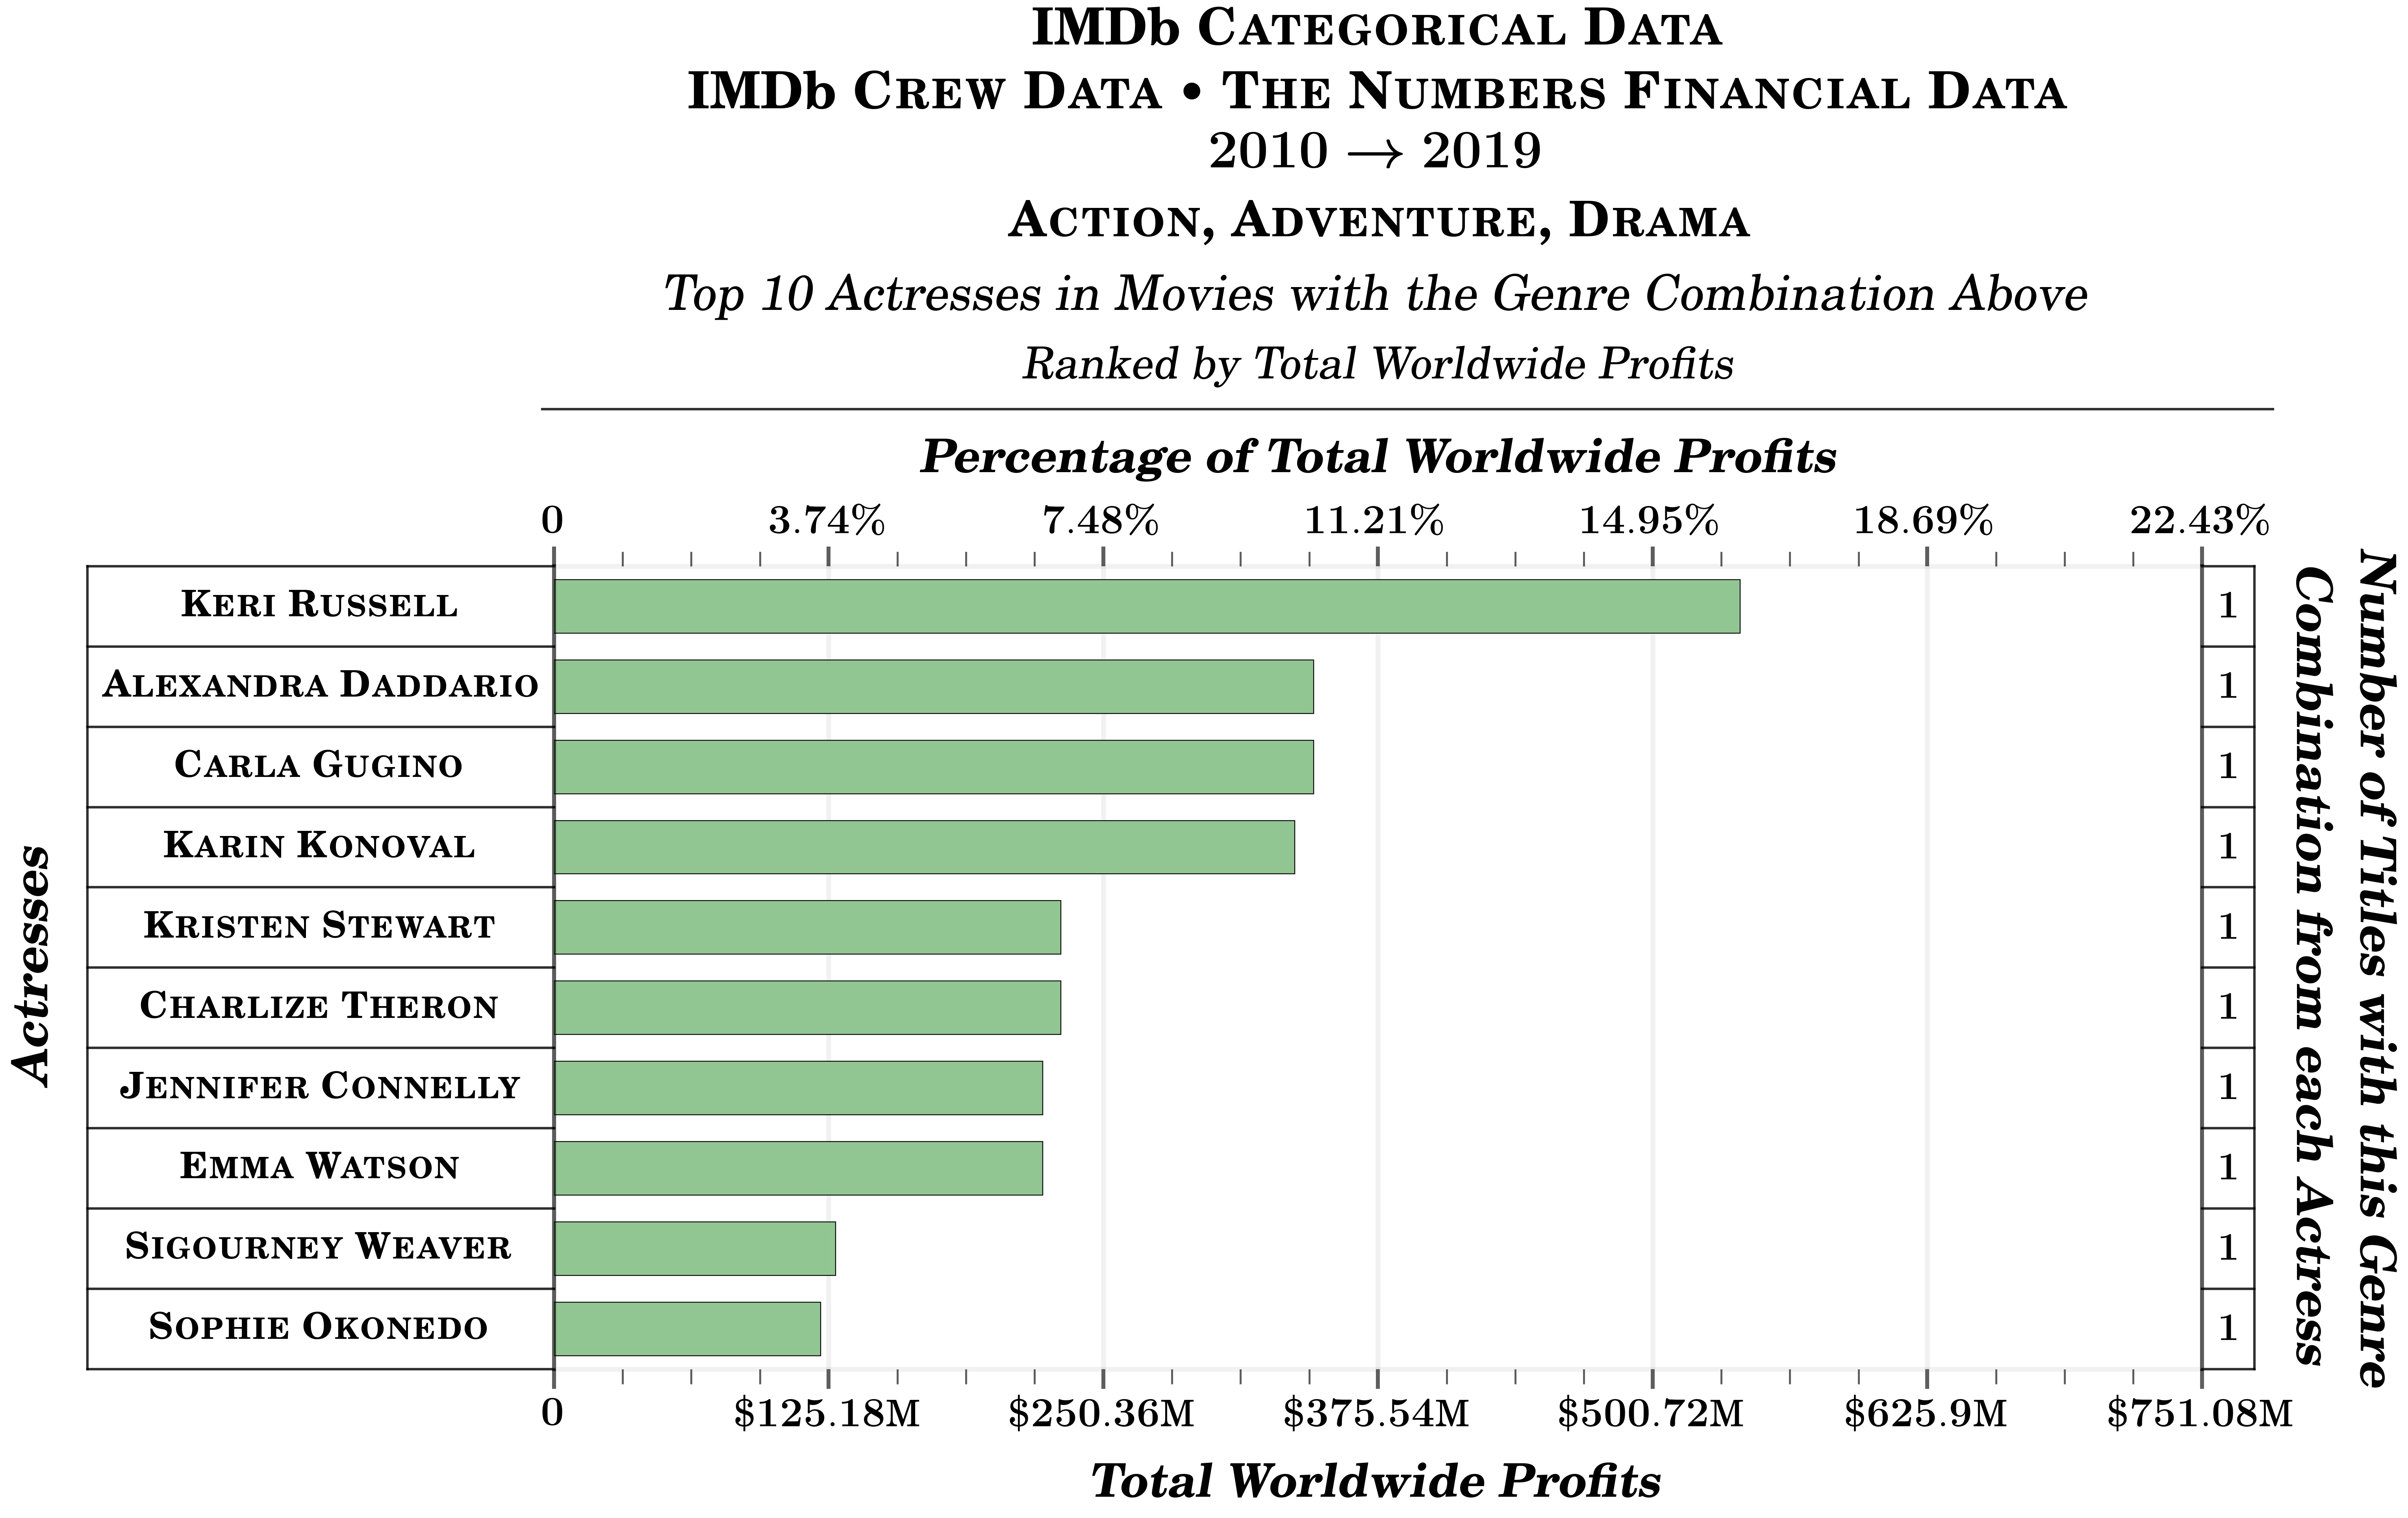 IMDb Categorical Data
IMDb Crew Data • The Numbers Financial Data
2010 → 2019
Action, Adventure, Drama
Top 10 Actresses in Movies with the Genre Combination Above
Ranked by Total Worldwide Profits
Percentage of Total Worldwide Profits
0 3.74% 7.48% 11.21% 14.95% 18.69% 22.43%
Keri Russell 1
Alexandra Daddario 1
Carla Gugino 1
Karin Konoval 1
Kristen Stewart 1
Charlize Theron 1
Jennifer Connelly 1
Emma Watson 1
Sigourney Weaver 1
Sophie Okonedo 1
Actresses
Number of Titles with this Genre
Combination from each Actress
0 $125.18M $250.36M $375.54M $500.72M $625.9M $751.08M
Total Worldwide Profits